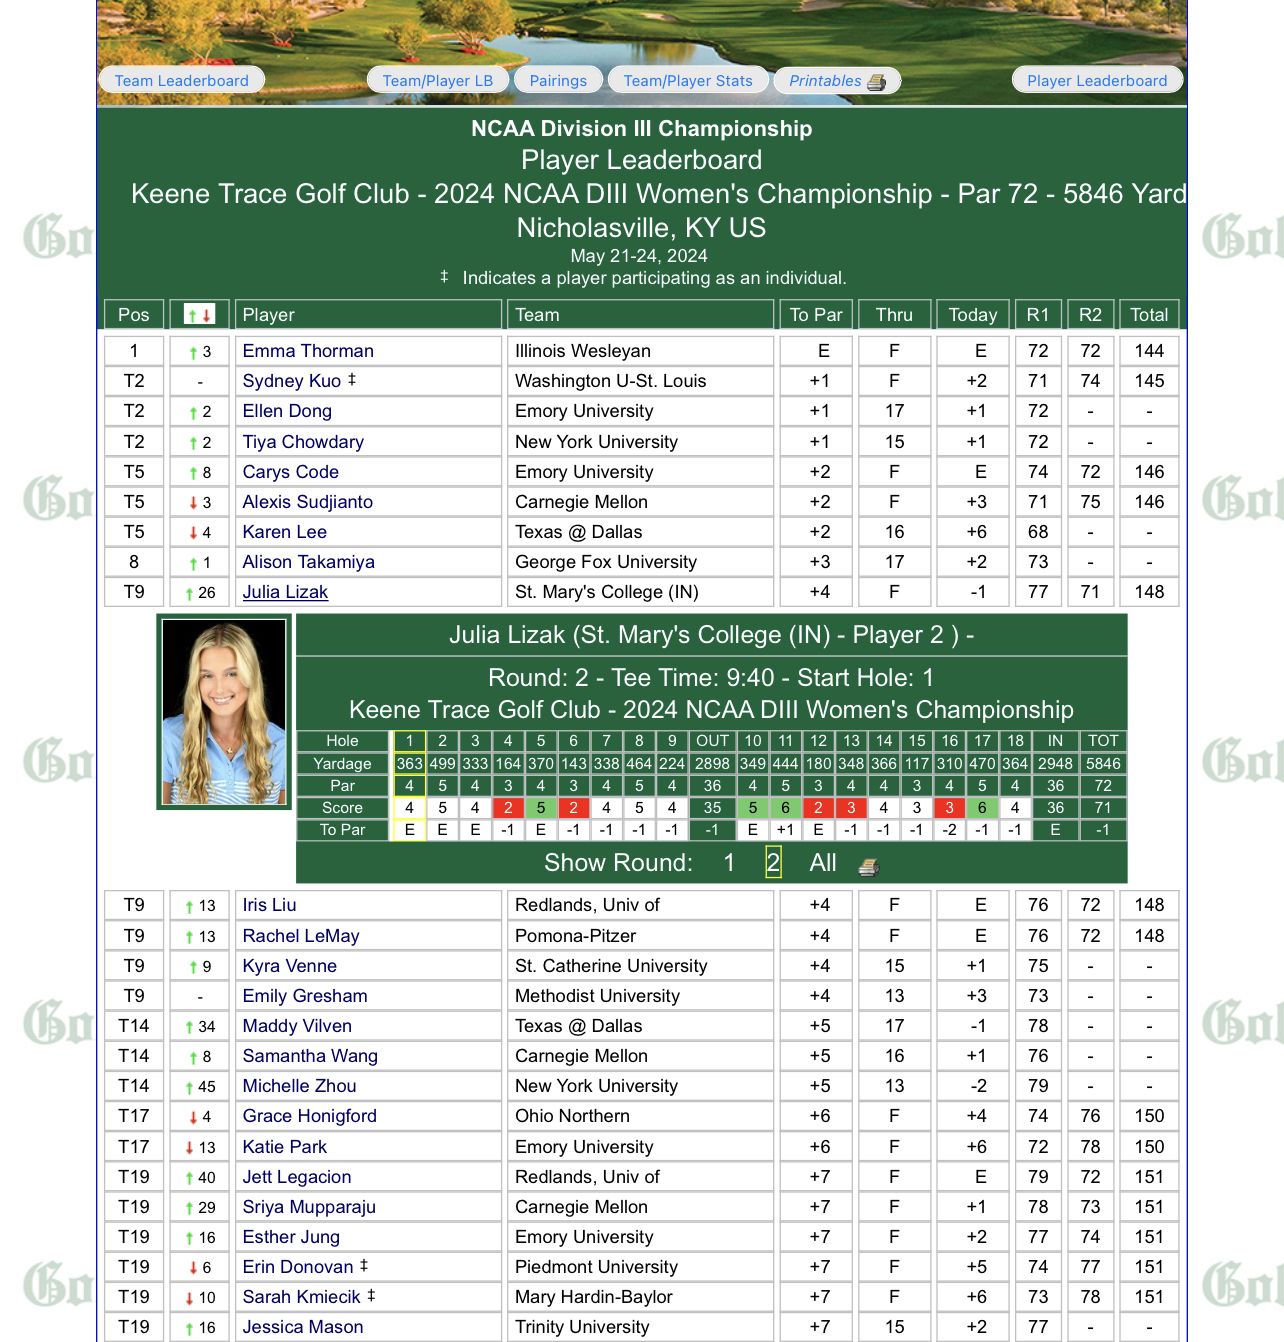 Team Leaderboard Team/Player LB Pairings Team/Player Stats Printables Player Leaderboard
NCAA Division III Championship
Player Leaderboard
Keene Trace Golf Club - 2024 NCAA DIII Women's Championship - Par 72 - 5846 Yard
Nicholasville, KY US
May 21-24, 2024
‡ Indicates a player participating as an individual.
Pos ↑↓ Player Team To Par Thru Today R1 R2 Total
1 ↑ 3 Emma Thorman Illinois Wesleyan E F E 72 72 144
T2 - Sydney Kuo ‡ Washington U-St. Louis +1 F +2 71 74 145
T2 ↑ 2 Ellen Dong Emory University +1 17 +1 72 - -
T2 ↑ 2 Tiya Chowdary New York University +1 15 +1 72 - -
T5 ↑ 8 Carys Code Emory University +2 F E 74 72 146
T5 ↓ 3 Alexis Sudjianto Carnegie Mellon +2 F +3 71 75 146
T5 ↓ 4 Karen Lee Texas @ Dallas +2 16 +6 68 - -
8 ↑ 1 Alison Takamiya George Fox University +3 17 +2 73 - -
T9 ↑ 26 Julia Lizak St. Mary's College (IN) +4 F -1 77 71 148
Julia Lizak (St. Mary's College (IN) - Player 2 ) -
Round: 2 - Tee Time: 9:40 - Start Hole: 1
Keene Trace Golf Club - 2024 NCAA DIII Women's Championship
Hole 1 2 3 4 5 6 7 8 9 OUT 10 11 12 13 14 15 16 17 18 IN TOT
Yardage 363 499 333 164 370 143 338 464 224 2898 349 444 180 348 366 117 310 470 364 2948 5846
Par 4 5 4 3 4 3 4 5 4 36 4 5 3 4 4 3 4 5 4 36 72
Score 4 5 4 2 5 2 4 5 4 35 5 6 2 3 4 3 3 6 4 36 71
To Par E E E -1 E -1 -1 -1 -1 -1 E +1 E -1 -1 -1 -2 -1 -1 E -1
Show Round: 1 2 All
T9 ↑ 13 Iris Liu Redlands, Univ of +4 F E 76 72 148
T9 ↑ 13 Rachel LeMay Pomona-Pitzer +4 F E 76 72 148
T9 ↑ 9 Kyra Venne St. Catherine University +4 15 +1 75 - -
T9 - Emily Gresham Methodist University +4 13 +3 73 - -
T14 ↑ 34 Maddy Vilven Texas @ Dallas +5 17 -1 78 - -
T14 ↑ 8 Samantha Wang Carnegie Mellon +5 16 +1 76 - -
T14 ↑ 45 Michelle Zhou New York University +5 13 -2 79 - -
T17 ↓ 4 Grace Honigford Ohio Northern +6 F +4 74 76 150
T17 ↓ 13 Katie Park Emory University +6 F +6 72 78 150
T19 ↑ 40 Jett Legacion Redlands, Univ of +7 F E 79 72 151
T19 ↑ 29 Sriya Mupparaju Carnegie Mellon +7 F +1 78 73 151
T19 ↑ 16 Esther Jung Emory University +7 F +2 77 74 151
T19 ↓ 6 Erin Donovan ‡ Piedmont University +7 F +5 74 77 151
T19 ↓ 10 Sarah Kmiecik ‡ Mary Hardin-Baylor +7 F +6 73 78 151
T19 ↑ 16 Jessica Mason Trinity University +7 15 +2 77 - -